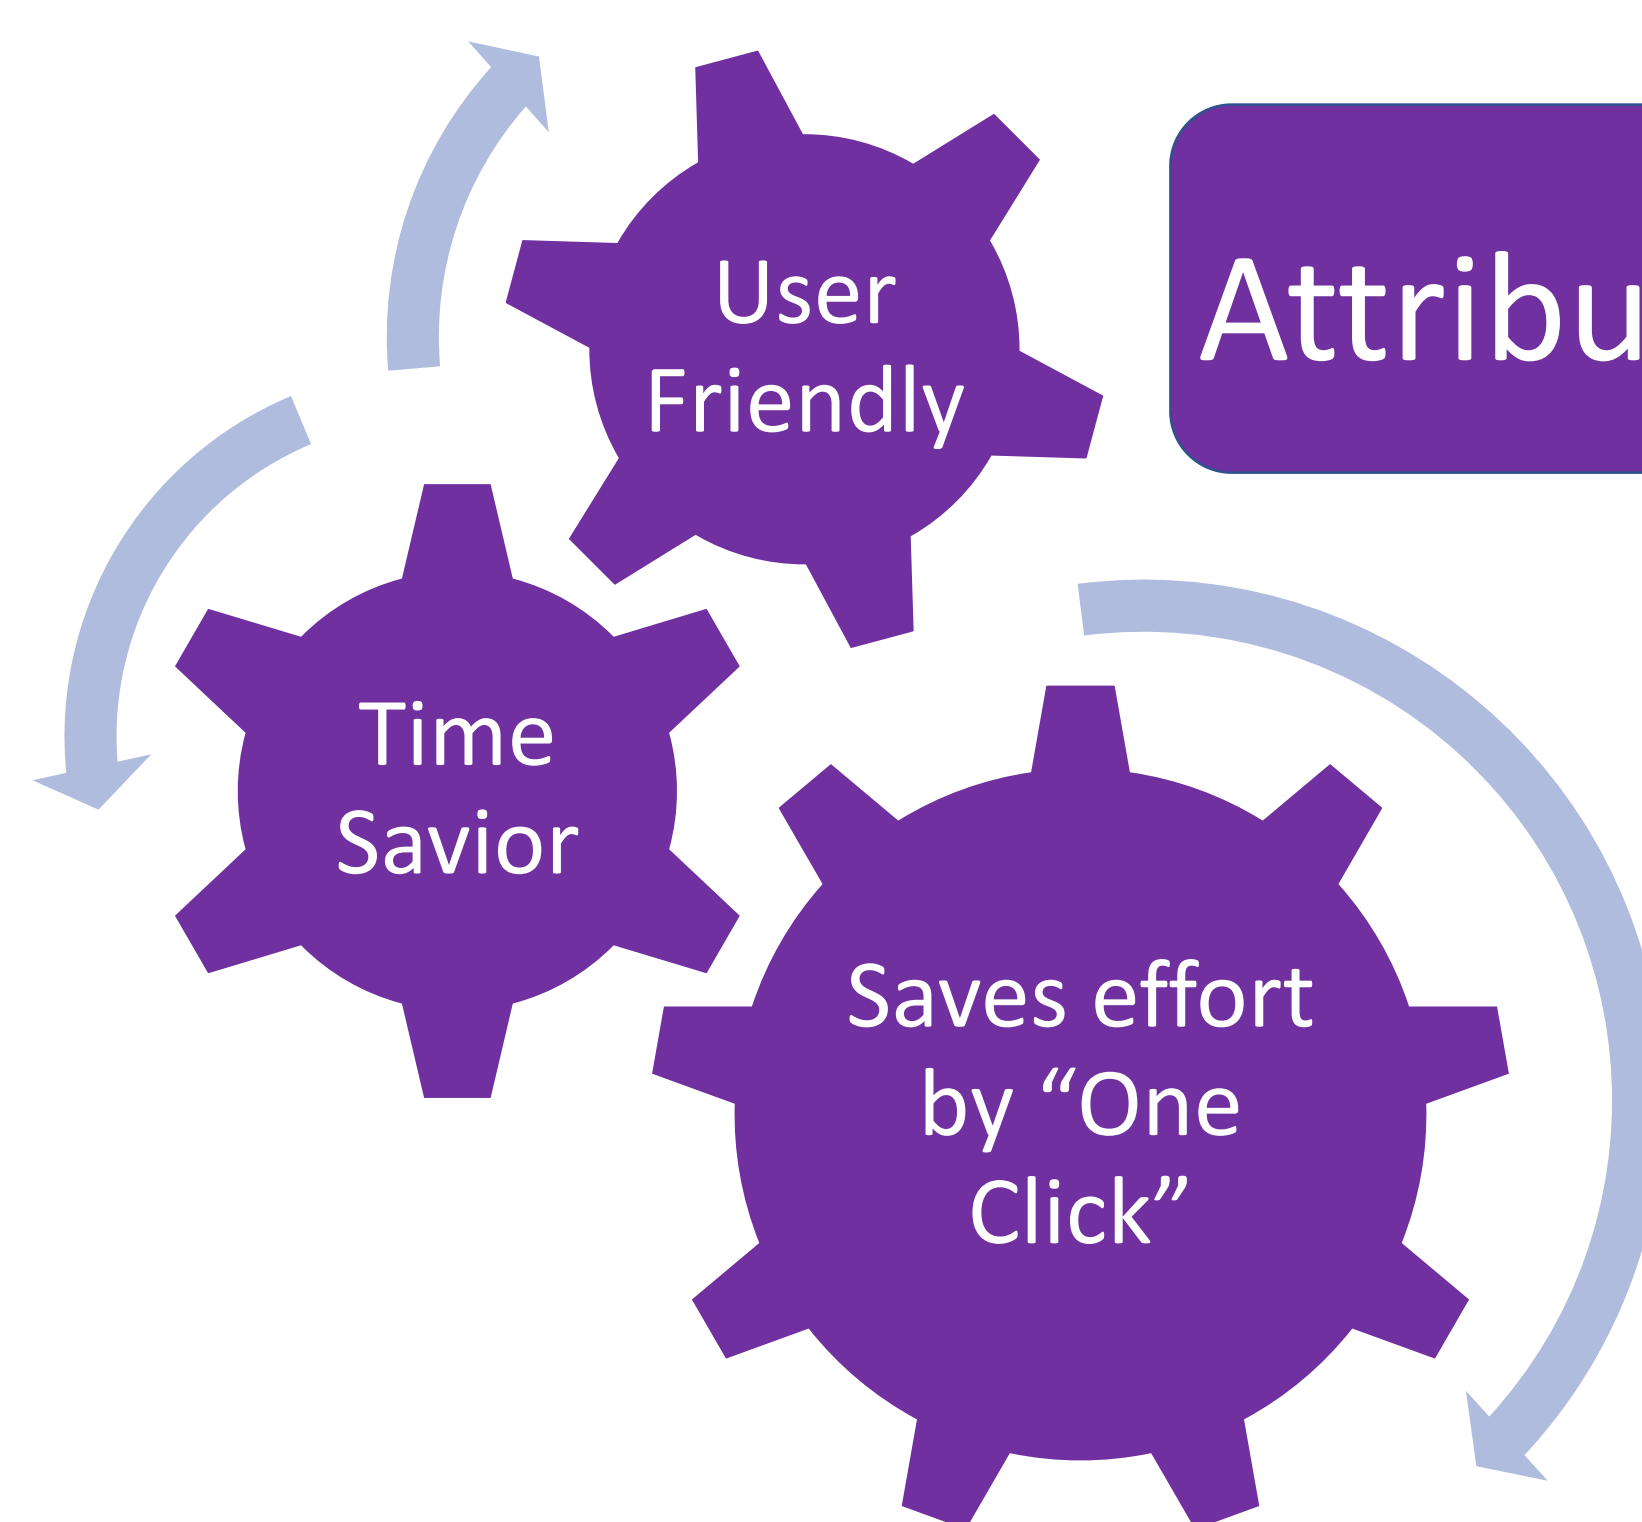 User
Friendly
Attribu
Time
Savior
Saves effort
by “One
Click”